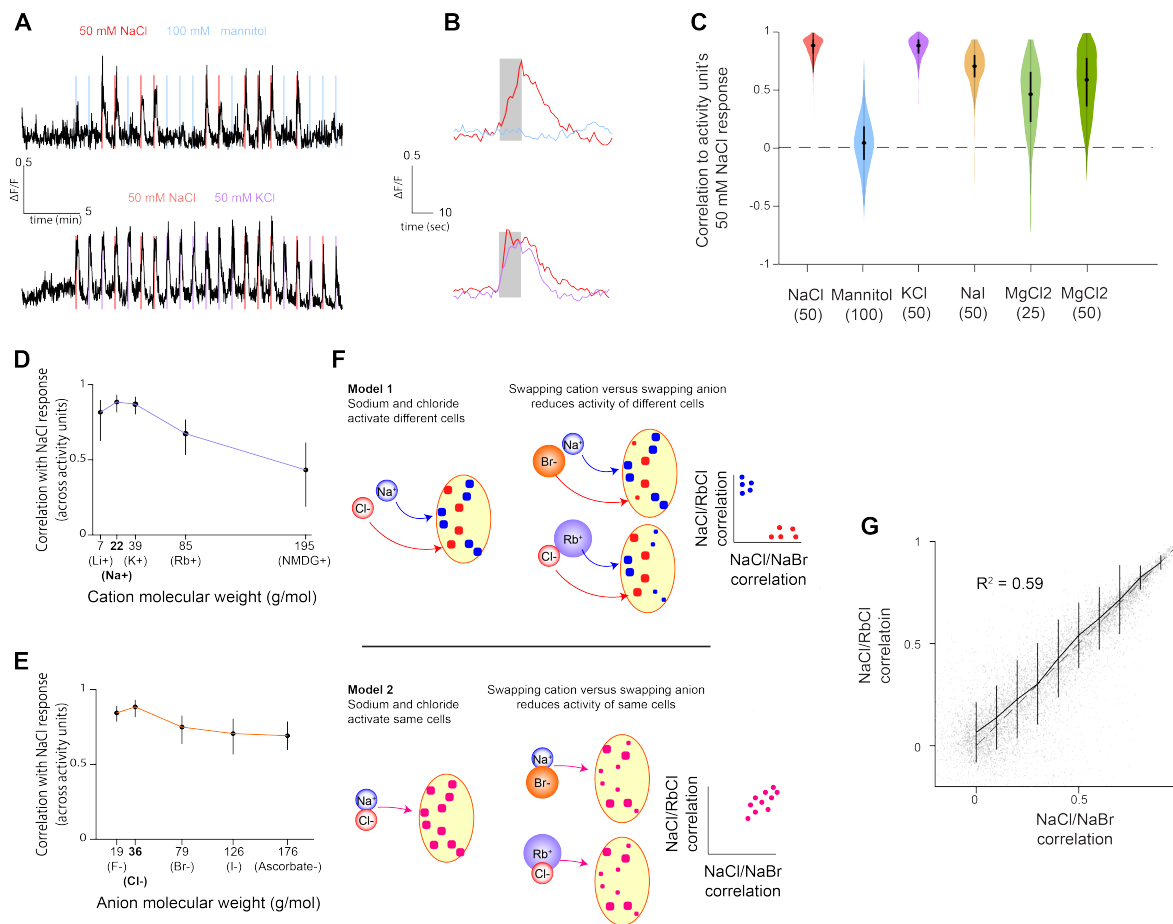 A
50 mM NaCl
100 mM mannitol
0.5
ΔF/F
time (min)
5
50 mM NaCl
50 mM KCl
B
0.5
ΔF/F
10
time (sec)
C
Correlation to activity unit's
50 mM NaCl response
1
0.5
0
-0.5
-1
NaCl
(50)
Mannitol
(100)
KCl
(50)
NaI
(50)
MgCl2
(25)
MgCl2
(50)
D
Correlation with NaCl response
(across activity units)
1
0.5
0
7
22
39
85
195
(Li+)
(K+)
(Rb+)
(NMDG+)
(Na+)
Cation molecular weight (g/mol)
E
Correlation with NaCl response
(across activity units)
1
0.5
0
19
36
79
126
176
(F-)
(Br-)
(I-)
(Ascorbate-)
(Cl-)
Anion molecular weight (g/mol)
F
Model 1
Sodium and chloride
activate different cells
Swapping cation versus swapping anion
reduces activity of different cells
Na+
Cl-
Na+
Br-
Rb+
Cl-
NaCl/RbCl
correlation
NaCl/NaBr
correlation
Model 2
Sodium and chloride
activate same cells
Swapping cation versus swapping anion
reduces activity of same cells
Na+
Cl-
Na+
Br-
Rb+
Cl-
NaCl/RbCl
correlation
NaCl/NaBr
correlation
G
R² = 0.59
NaCl/RbCl
correlatoin
1
0.5
0
0
0.5
NaCl/NaBr
correlation